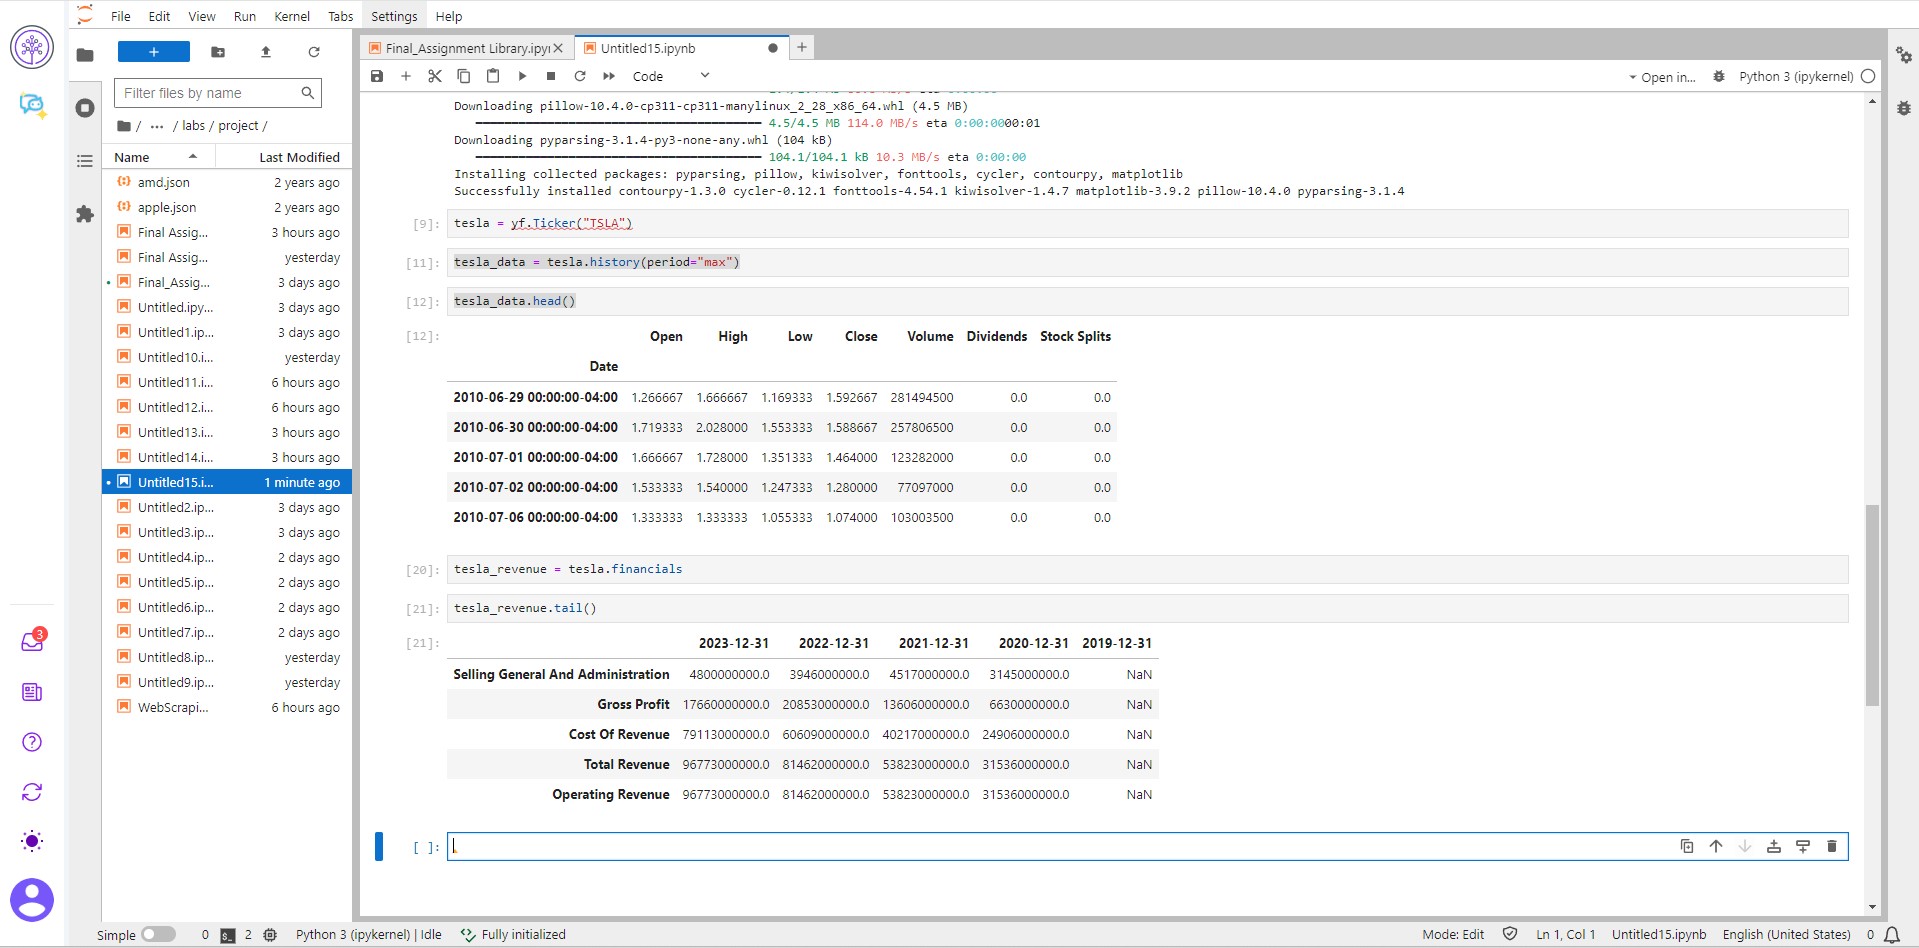 File Edit View Run Kernel Tabs Settings Help
Final_Assignment Library.ipyn
Untitled15.ipynb
Filter files by name
Code
Open in...
Python 3 (ipykernel)
/ ... / labs / project /
Name Last Modified
amd.json 2 years ago
apple.json 2 years ago
Final Assig... 3 hours ago
Final Assig... yesterday
Final_Assig... 3 days ago
Untitled.ipy... 3 days ago
Untitled1.ip... 3 days ago
Untitled10.i... yesterday
Untitled11.i... 6 hours ago
Untitled12.i... 6 hours ago
Untitled13.i... 3 hours ago
Untitled14.i... 3 hours ago
Untitled15.i... 1 minute ago
Untitled2.ip... 3 days ago
Untitled3.ip... 3 days ago
Untitled4.ip... 2 days ago
Untitled5.ip... 2 days ago
Untitled6.ip... 2 days ago
Untitled7.ip... 2 days ago
Untitled8.ip... yesterday
Untitled9.ip... yesterday
WebScrapi... 6 hours ago
3
Downloading pillow-10.4.0-cp311-cp311-manylinux_2_28_x86_64.whl (4.5 MB)
4.5/4.5 MB 114.0 MB/s eta 0:00:0000:01
Downloading pyparsing-3.1.4-py3-none-any.whl (104 kB)
104.1/104.1 kB 10.3 MB/s eta 0:00:00
Installing collected packages: pyparsing, pillow, kiwisolver, fonttools, cycler, contourpy, matplotlib
Successfully installed contourpy-1.3.0 cycler-0.12.1 fonttools-4.54.1 kiwisolver-1.4.7 matplotlib-3.9.2 pillow-10.4.0 pyparsing-3.1.4
[9]: tesla = yf.Ticker("TSLA")
[11]: tesla_data = tesla.history(period="max")
[12]: tesla_data.head()
[12]: Open High Low Close Volume Dividends Stock Splits
Date
2010-06-29 00:00:00-04:00 1.266667 1.666667 1.169333 1.592667 281494500 0.0 0.0
2010-06-30 00:00:00-04:00 1.719333 2.028000 1.553333 1.588667 257806500 0.0 0.0
2010-07-01 00:00:00-04:00 1.666667 1.728000 1.351333 1.464000 123282000 0.0 0.0
2010-07-02 00:00:00-04:00 1.533333 1.540000 1.247333 1.280000 77097000 0.0 0.0
2010-07-06 00:00:00-04:00 1.333333 1.333333 1.055333 1.074000 103003500 0.0 0.0
[20]: tesla_revenue = tesla.financials
[21]: tesla_revenue.tail()
[21]: 2023-12-31 2022-12-31 2021-12-31 2020-12-31 2019-12-31
Selling General And Administration 4800000000.0 3946000000.0 4517000000.0 3145000000.0 NaN
Gross Profit 17660000000.0 20853000000.0 13606000000.0 6630000000.0 NaN
Cost Of Revenue 79113000000.0 60609000000.0 40217000000.0 24906000000.0 NaN
Total Revenue 96773000000.0 81462000000.0 53823000000.0 31536000000.0 NaN
Operating Revenue 96773000000.0 81462000000.0 53823000000.0 31536000000.0 NaN
[ ]:
Simple 0 $_ 2 Python 3 (ipykernel) | Idle Fully initialized Mode: Edit Ln 1, Col 1 Untitled15.ipynb English (United States) 0